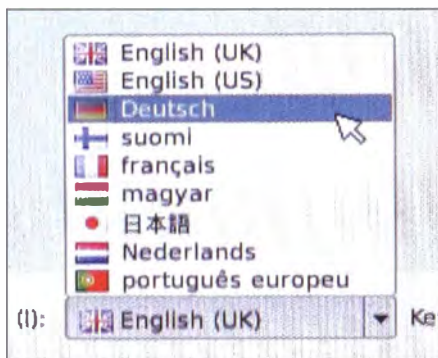 English (UK)
English (US)
Deutsch
suomi
français
magyar
日本語
Nederlands
português europeu
(l): English (UK) Ke